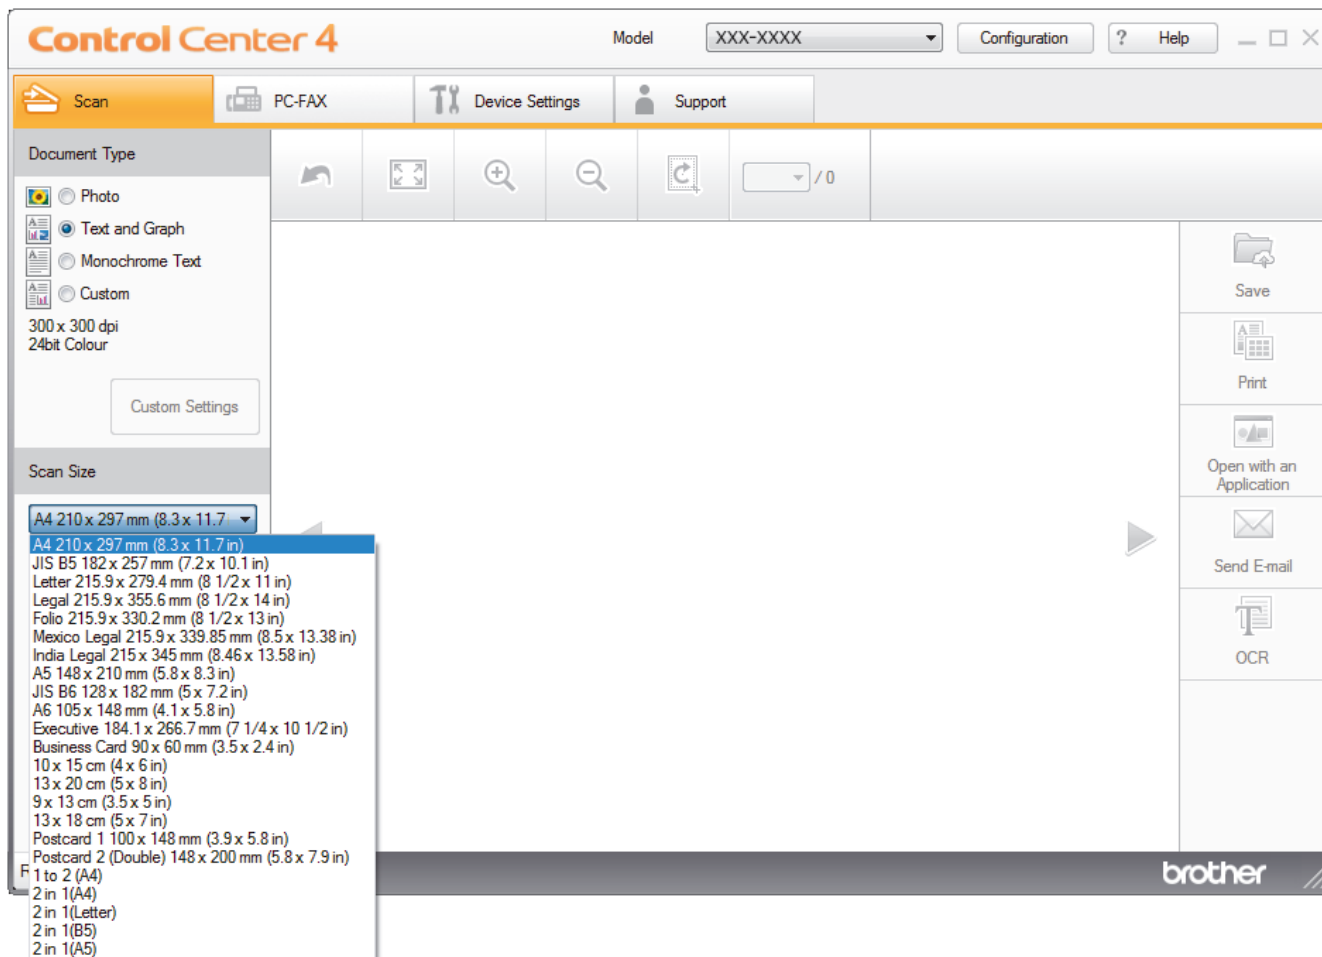 Control Center 4
Model
XXX-XXXX
Configuration
? Help
Scan
PC-FAX
Device Settings
Support
Document Type
/ 0
Photo
Text and Graph
Monochrome Text
Custom
300 x 300 dpi
24bit Colour
Custom Settings
Scan Size
A4 210 x 297 mm (8.3 x 11.7
A4 210 x 297 mm (8.3 x 11.7 in)
JIS B5 182 x 257 mm (7.2 x 10.1 in)
Letter 215.9 x 279.4 mm (8 1/2 x 11 in)
Legal 215.9 x 355.6 mm (8 1/2 x 14 in)
Folio 215.9 x 330.2 mm (8 1/2 x 13 in)
Mexico Legal 215.9 x 339.85 mm (8.5 x 13.38 in)
India Legal 215 x 345 mm (8.46 x 13.58 in)
A5 148 x 210 mm (5.8 x 8.3 in)
JIS B6 128 x 182 mm (5 x 7.2 in)
A6 105 x 148 mm (4.1 x 5.8 in)
Executive 184.1 x 266.7 mm (7 1/4 x 10 1/2 in)
Business Card 90 x 60 mm (3.5 x 2.4 in)
10 x 15 cm (4 x 6 in)
13 x 20 cm (5 x 8 in)
9 x 13 cm (3.5 x 5 in)
13 x 18 cm (5 x 7 in)
Postcard 1 100 x 148 mm (3.9 x 5.8 in)
Postcard 2 (Double) 148 x 200 mm (5.8 x 7.9 in)
1 to 2 (A4)
2 in 1(A4)
2 in 1(Letter)
2 in 1(B5)
2 in 1(A5)
Save
Print
Open with an
Application
Send E-mail
OCR
brother